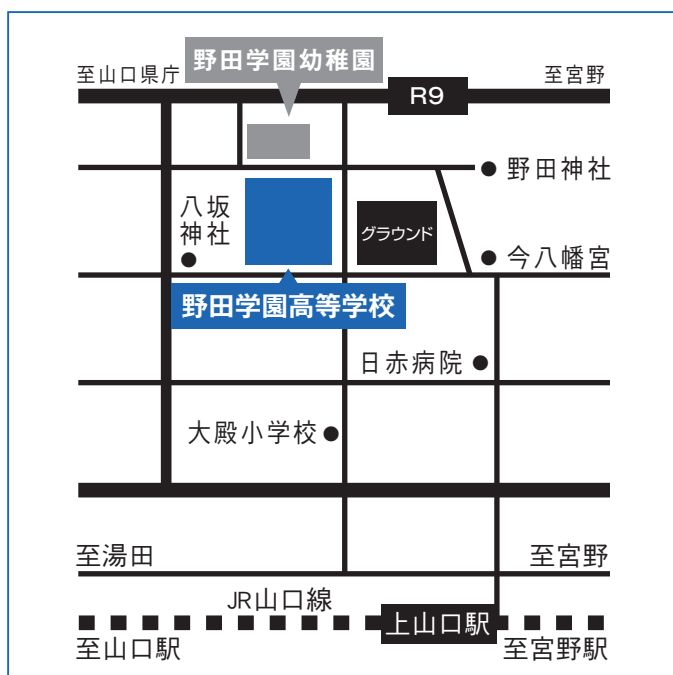 野田学園幼稚園
至山口県庁
至宮野
R9
野田神社
八坂
神社
グラウンド
今八幡宮
野田学園高等学校
日赤病院
大殿小学校
至湯田
至宮野
JR山口線
上山口駅
至山口駅
至宮野駅